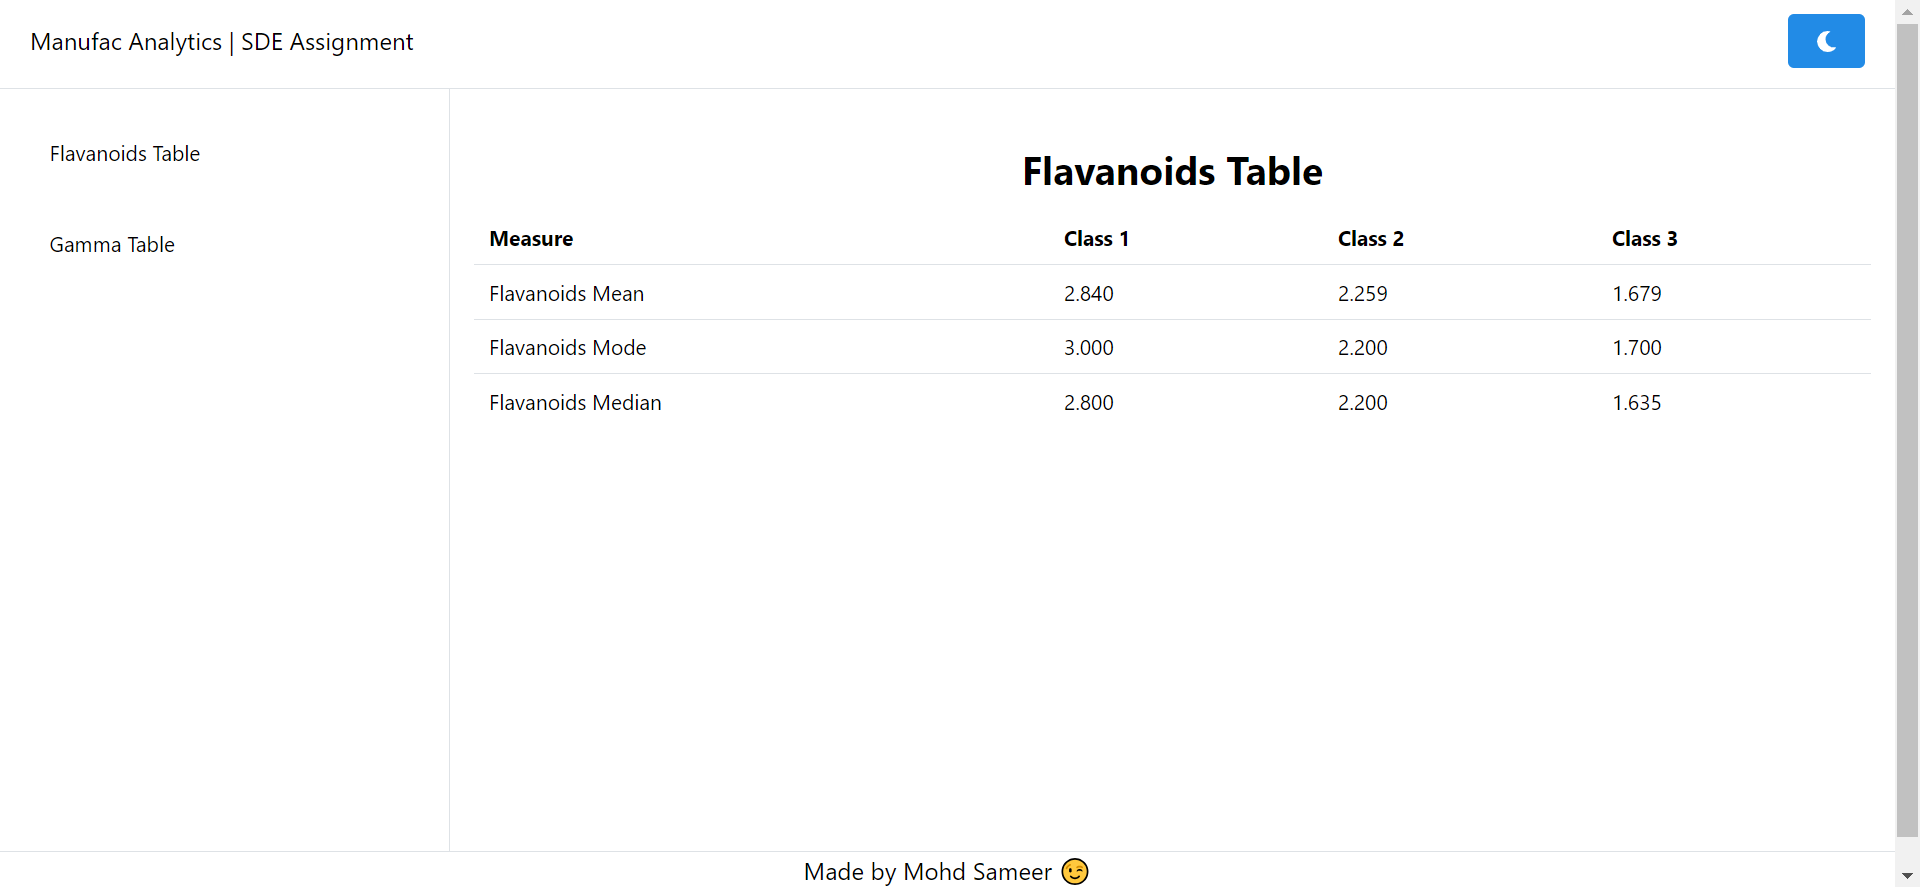 Manufac Analytics | SDE Assignment
Flavanoids Table
Gamma Table
Flavanoids Table
Measure Class 1 Class 2 Class 3
Flavanoids Mean 2.840 2.259 1.679
Flavanoids Mode 3.000 2.200 1.700
Flavanoids Median 2.800 2.200 1.635
Made by Mohd Sameer 😉